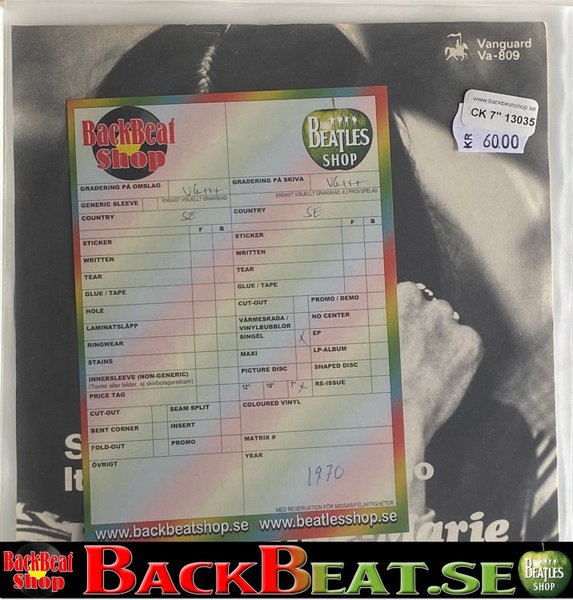 Vanguard
Va-809
www.backbeatshop.se
CK 7" 13035
KR 60.00
BackBeat
Shop
BEATLES
SHOP
GRADERING PÅ OMSLAG VG+++
GRADERING PÅ SKIVA VG+++
ENDAST VISUELLT GRANSKAD
ENDAST VISUELLT GRANSKAD, EJ PROVSPELAD
GENERIC SLEEVE
COUNTRY SE
COUNTRY SE
F B
F B
STICKER
STICKER
WRITTEN
WRITTEN
TEAR
TEAR
GLUE / TAPE
GLUE / TAPE
HOLE
CUT-OUT
PROMO / DEMO
LAMINATSLÄPP
VÄRMESKADA /
VINYLBUBBLOR
NO CENTER
RINGWEAR
SINGEL X
EP
STAINS
MAXI
LP-ALBUM
INNERSLEEVE (NON-GENERIC)
(Texter eller bilder, ej skivbolagsreklam)
PICTURE DISC
SHAPED DISC
PRICE TAG
12" 10" 7" X
RE-ISSUE
CUT-OUT
SEAM SPLIT
COLOURED VINYL
BENT CORNER
INSERT
FOLD-OUT
PROMO
MATRIX #
ÖVRIGT
YEAR
1970
MED RESERVATION FÖR MISSAR/FELAKTIGHETER.
www.backbeatshop.se www.beatlesshop.se
S
It
o
Marie
BackBeat
Shop
BACKBEAT.SE
BEATLES
SHOP